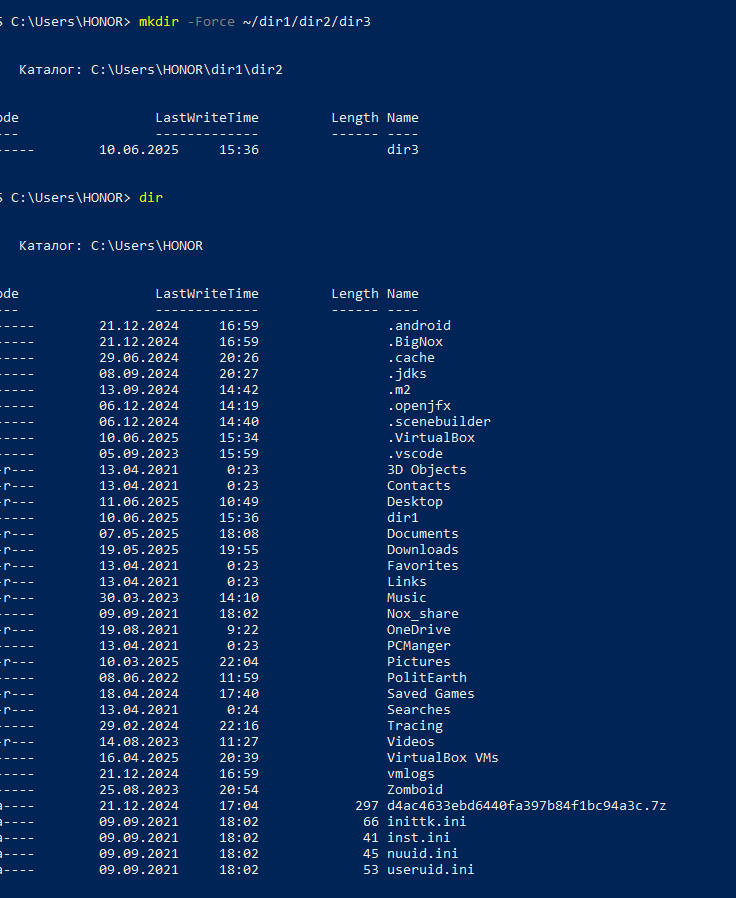 S C:\Users\HONOR> mkdir -Force ~/dir1/dir2/dir3
Каталог: C:\Users\HONOR\dir1\dir2
ode LastWriteTime Length Name
--- ------------- ------ ----
----- 10.06.2025 15:36 dir3
S C:\Users\HONOR> dir
Каталог: C:\Users\HONOR
ode LastWriteTime Length Name
--- ------------- ------ ----
----- 21.12.2024 16:59 .android
----- 21.12.2024 16:59 .BigNox
----- 29.06.2024 20:26 .cache
----- 08.09.2024 20:27 .jdks
----- 13.09.2024 14:42 .m2
----- 06.12.2024 14:19 .openjfx
----- 06.12.2024 14:40 .scenebuilder
----- 10.06.2025 15:34 .VirtualBox
----- 05.09.2023 15:59 .vscode
-r--- 13.04.2021 0:23 3D Objects
-r--- 13.04.2021 0:23 Contacts
-r--- 11.06.2025 10:49 Desktop
----- 10.06.2025 15:36 dir1
-r--- 07.05.2025 18:08 Documents
-r--- 19.05.2025 19:55 Downloads
-r--- 13.04.2021 0:23 Favorites
-r--- 13.04.2021 0:23 Links
-r--- 30.03.2023 14:10 Music
----- 09.09.2021 18:02 Nox_share
-r--- 19.08.2021 9:22 OneDrive
----- 13.04.2021 0:23 PCManger
-r--- 10.03.2025 22:04 Pictures
----- 08.06.2022 11:59 PolitEarth
-r--- 18.04.2024 17:40 Saved Games
-r--- 13.04.2021 0:24 Searches
----- 29.02.2024 22:16 Tracing
-r--- 14.08.2023 11:27 Videos
----- 16.04.2025 20:39 VirtualBox VMs
----- 21.12.2024 16:59 vmlogs
----- 25.08.2023 20:54 Zomboid
a---- 21.12.2024 17:04 297 d4ac4633ebd6440fa397b84f1bc94a3c.7z
a---- 09.09.2021 18:02 66 inittk.ini
a---- 09.09.2021 18:02 41 inst.ini
a---- 09.09.2021 18:02 45 nuuid.ini
a---- 09.09.2021 18:02 53 useruid.ini